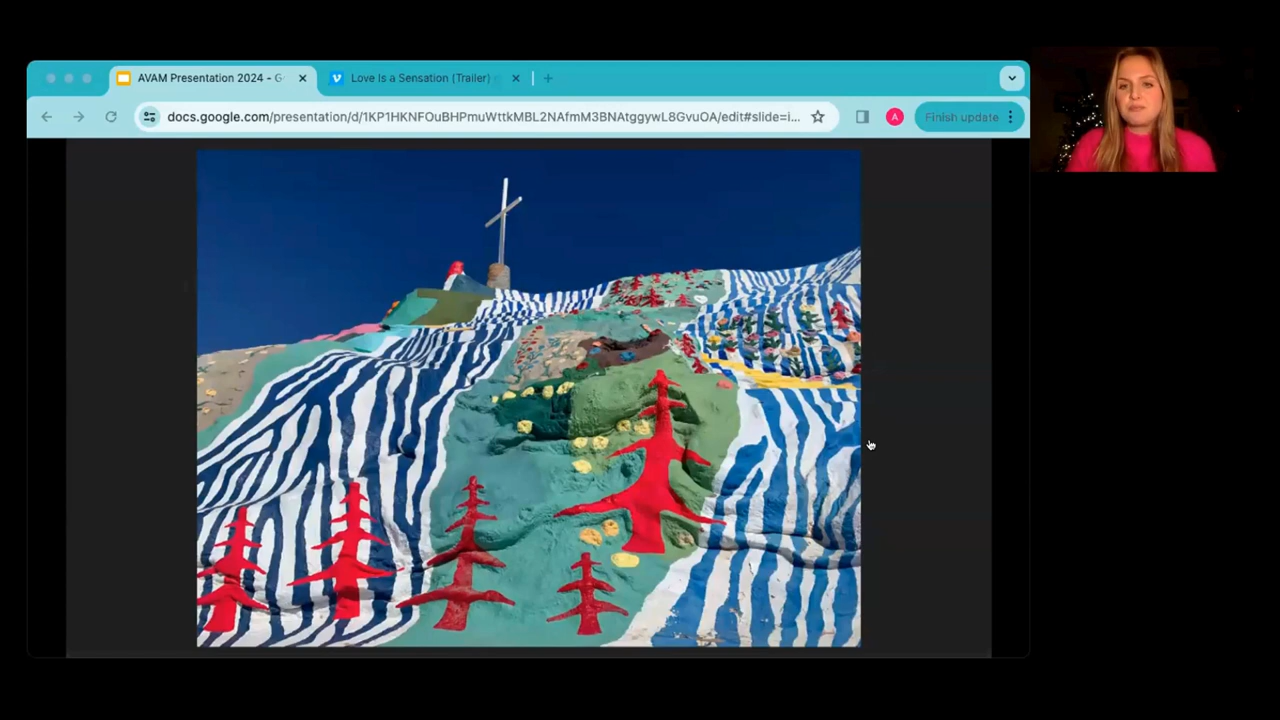 AVAM Presentation 2024 - G
Love Is a Sensation (Trailer)
docs.google.com/presentation/d/1KP1HKNFOuBHPmuWttkMBL2NAfmM3BNAtggywL8GvuOA/edit#slide=i...
A
Finish update